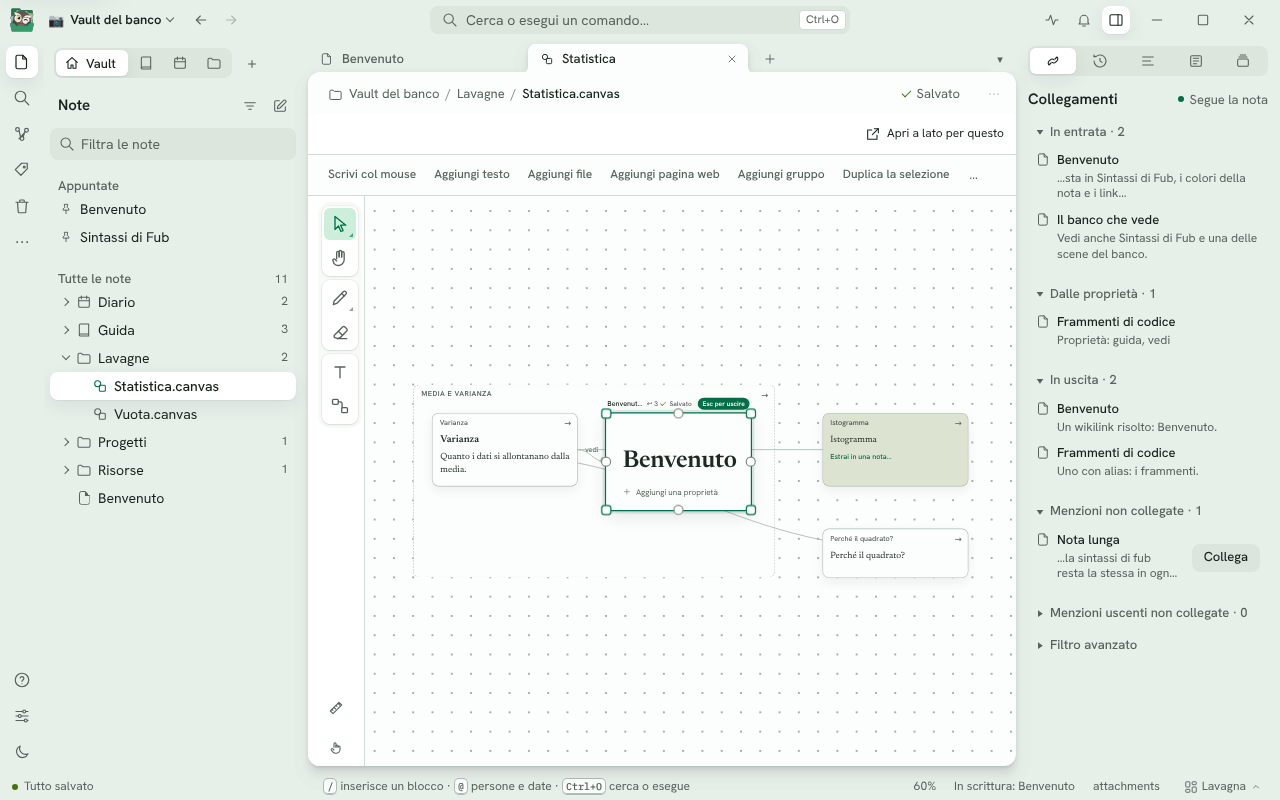 Vault del banco
Cerca o esegui un comando...
Ctrl+O
Vault
Benvenuto
Statistica
Note
Filtra le note
Appuntate
Benvenuto
Sintassi di Fub
Tutte le note 11
Diario 2
Guida 3
Lavagne 2
Statistica.canvas
Vuota.canvas
Progetti 1
Risorse 1
Benvenuto
Vault del banco / Lavagne / Statistica.canvas
Salvato
Apri a lato per questo
Scrivi col mouse Aggiungi testo Aggiungi file Aggiungi pagina web Aggiungi gruppo Duplica la selezione ...
MEDIA E VARIANZA →
Varianza →
Varianza
Quanto i dati si allontanano dalla
media.
vedi
Benvenut... ↩ 3 ✓ Salvato Esc per uscire
Benvenuto
+ Aggiungi una proprietà
Istogramma →
Istogramma
Estrai in una nota...
Perché il quadrato? →
Perché il quadrato?
Collegamenti
Segue la nota
In entrata · 2
Benvenuto
...sta in Sintassi di Fub, i colori della
nota e i link...
Il banco che vede
Vedi anche Sintassi di Fub e una delle
scene del banco.
Dalle proprietà · 1
Frammenti di codice
Proprietà: guida, vedi
In uscita · 2
Benvenuto
Un wikilink risolto: Benvenuto.
Frammenti di codice
Uno con alias: i frammenti.
Menzioni non collegate · 1
Nota lunga
...la sintassi di fub
resta la stessa in ogn...
Collega
Menzioni uscenti non collegate · 0
Filtro avanzato
Tutto salvato
/ inserisce un blocco · @ persone e date · Ctrl+O cerca o esegue
60% In scrittura: Benvenuto attachments Lavagna